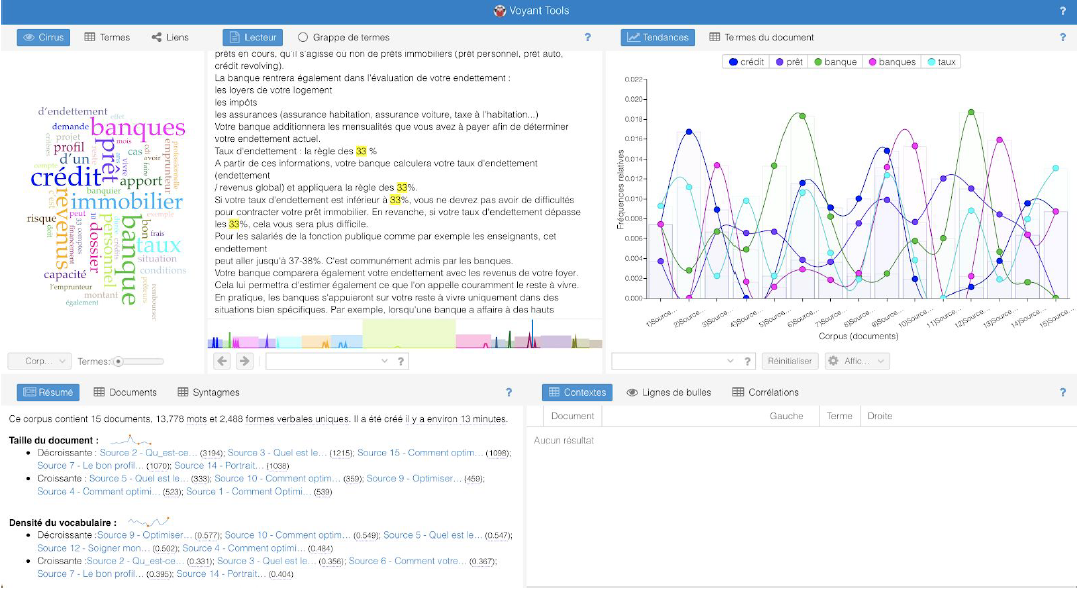 Voyant Tools
?
Cirrus Termes Liens
Lecteur Grappe de termes ?
Tendances Termes du document ?
d'endettement
demande banques
projet mois
profil cas avoir
d'un prêt emprunteur
crédit apport
banquier
immobilier
revenus
risque dossier personnel banque non frais
taux
situation
capacité conditions
l'emprunteur
montant
également
prêts en cours, qu'il s'agisse ou non de prêts immobiliers (prêt personnel, prêt auto,
crédit revolving).
La banque rentrera également dans l'évaluation de votre endettement :
les loyers de votre logement
les impôts
les assurances (assurance habitation, assurance voiture, taxe à l'habitation...)
Votre banque additionnera les mensualités que vous avez à payer afin de déterminer
votre endettement actuel.
Taux d'endettement : la règle des 33 %
A partir de ces informations, votre banque calculera votre taux d'endettement
(endettement
/ revenus global) et appliquera la règle des 33%.
Si votre taux d'endettement est inférieur à 33%, vous ne devrez pas avoir de difficultés
pour contracter votre prêt immobilier. En revanche, si votre taux d'endettement dépasse
les 33%, cela vous sera plus difficile.
Pour les salariés de la fonction publique comme par exemple les enseignants, cet
endettement
peut aller jusqu'à 37-38%. C'est communément admis par les banques.
Votre banque comparera également votre endettement avec les revenus de votre foyer.
Cela lui permettra d'estimer également ce que l'on appelle couramment le reste à vivre.
En pratique, les banques s'appuieront sur votre reste à vivre uniquement dans des
situations bien spécifiques. Par exemple, lorsqu'une banque a affaire à des hauts
crédit prêt banque banques taux
0.022
0.020
0.018
0.016
0.014
0.012
0.010
0.008
0.006
0.004
0.002
0.000
Fréquences relatives
1)Source... 2)Source... 3)Source... 4)Source... 5)Source... 6)Source... 7)Source... 8)Source... 9)Source... 10)Source... 11)Source... 12)Source... 13)Source... 14)Source... 15)Source...
Corpus (documents)
Corp... Termes:
?
? Réinitialiser Affic...
Résumé Documents Syntagmes ?
Contextes Lignes de bulles Corrélations ?
Ce corpus contient 15 documents, 13,778 mots et 2,488 formes verbales uniques. Il a été créé il y a environ 13 minutes.
Taille du document :
Décroissante : Source 2 - Qu_est-ce... (3194); Source 3 - Quel est le... (1215); Source 15 - Comment optim... (1098);
Source 7 - Le bon profil... (1070); Source 14 - Portrait... (1038)
Croissante : Source 5 - Quel est le... (333); Source 10 - Comment optim... (359); Source 9 - Optimiser... (459);
Source 4 - Comment optimi... (523); Source 1 - Comment Optimi... (539)
Densité du vocabulaire :
Décroissante :Source 9 - Optimiser... (0.577); Source 10 - Comment optim... (0.549); Source 5 - Quel est le... (0.547);
Source 12 - Soigner mon... (0.502); Source 4 - Comment optimi... (0.484)
Croissante :Source 2 - Qu_est-ce... (0.331); Source 3 - Quel est le... (0.356); Source 6 - Comment votre... (0.367);
Source 7 - Le bon profil... (0.395); Source 14 - Portrait... (0.404)
Document Gauche Terme Droite
Aucun résultat